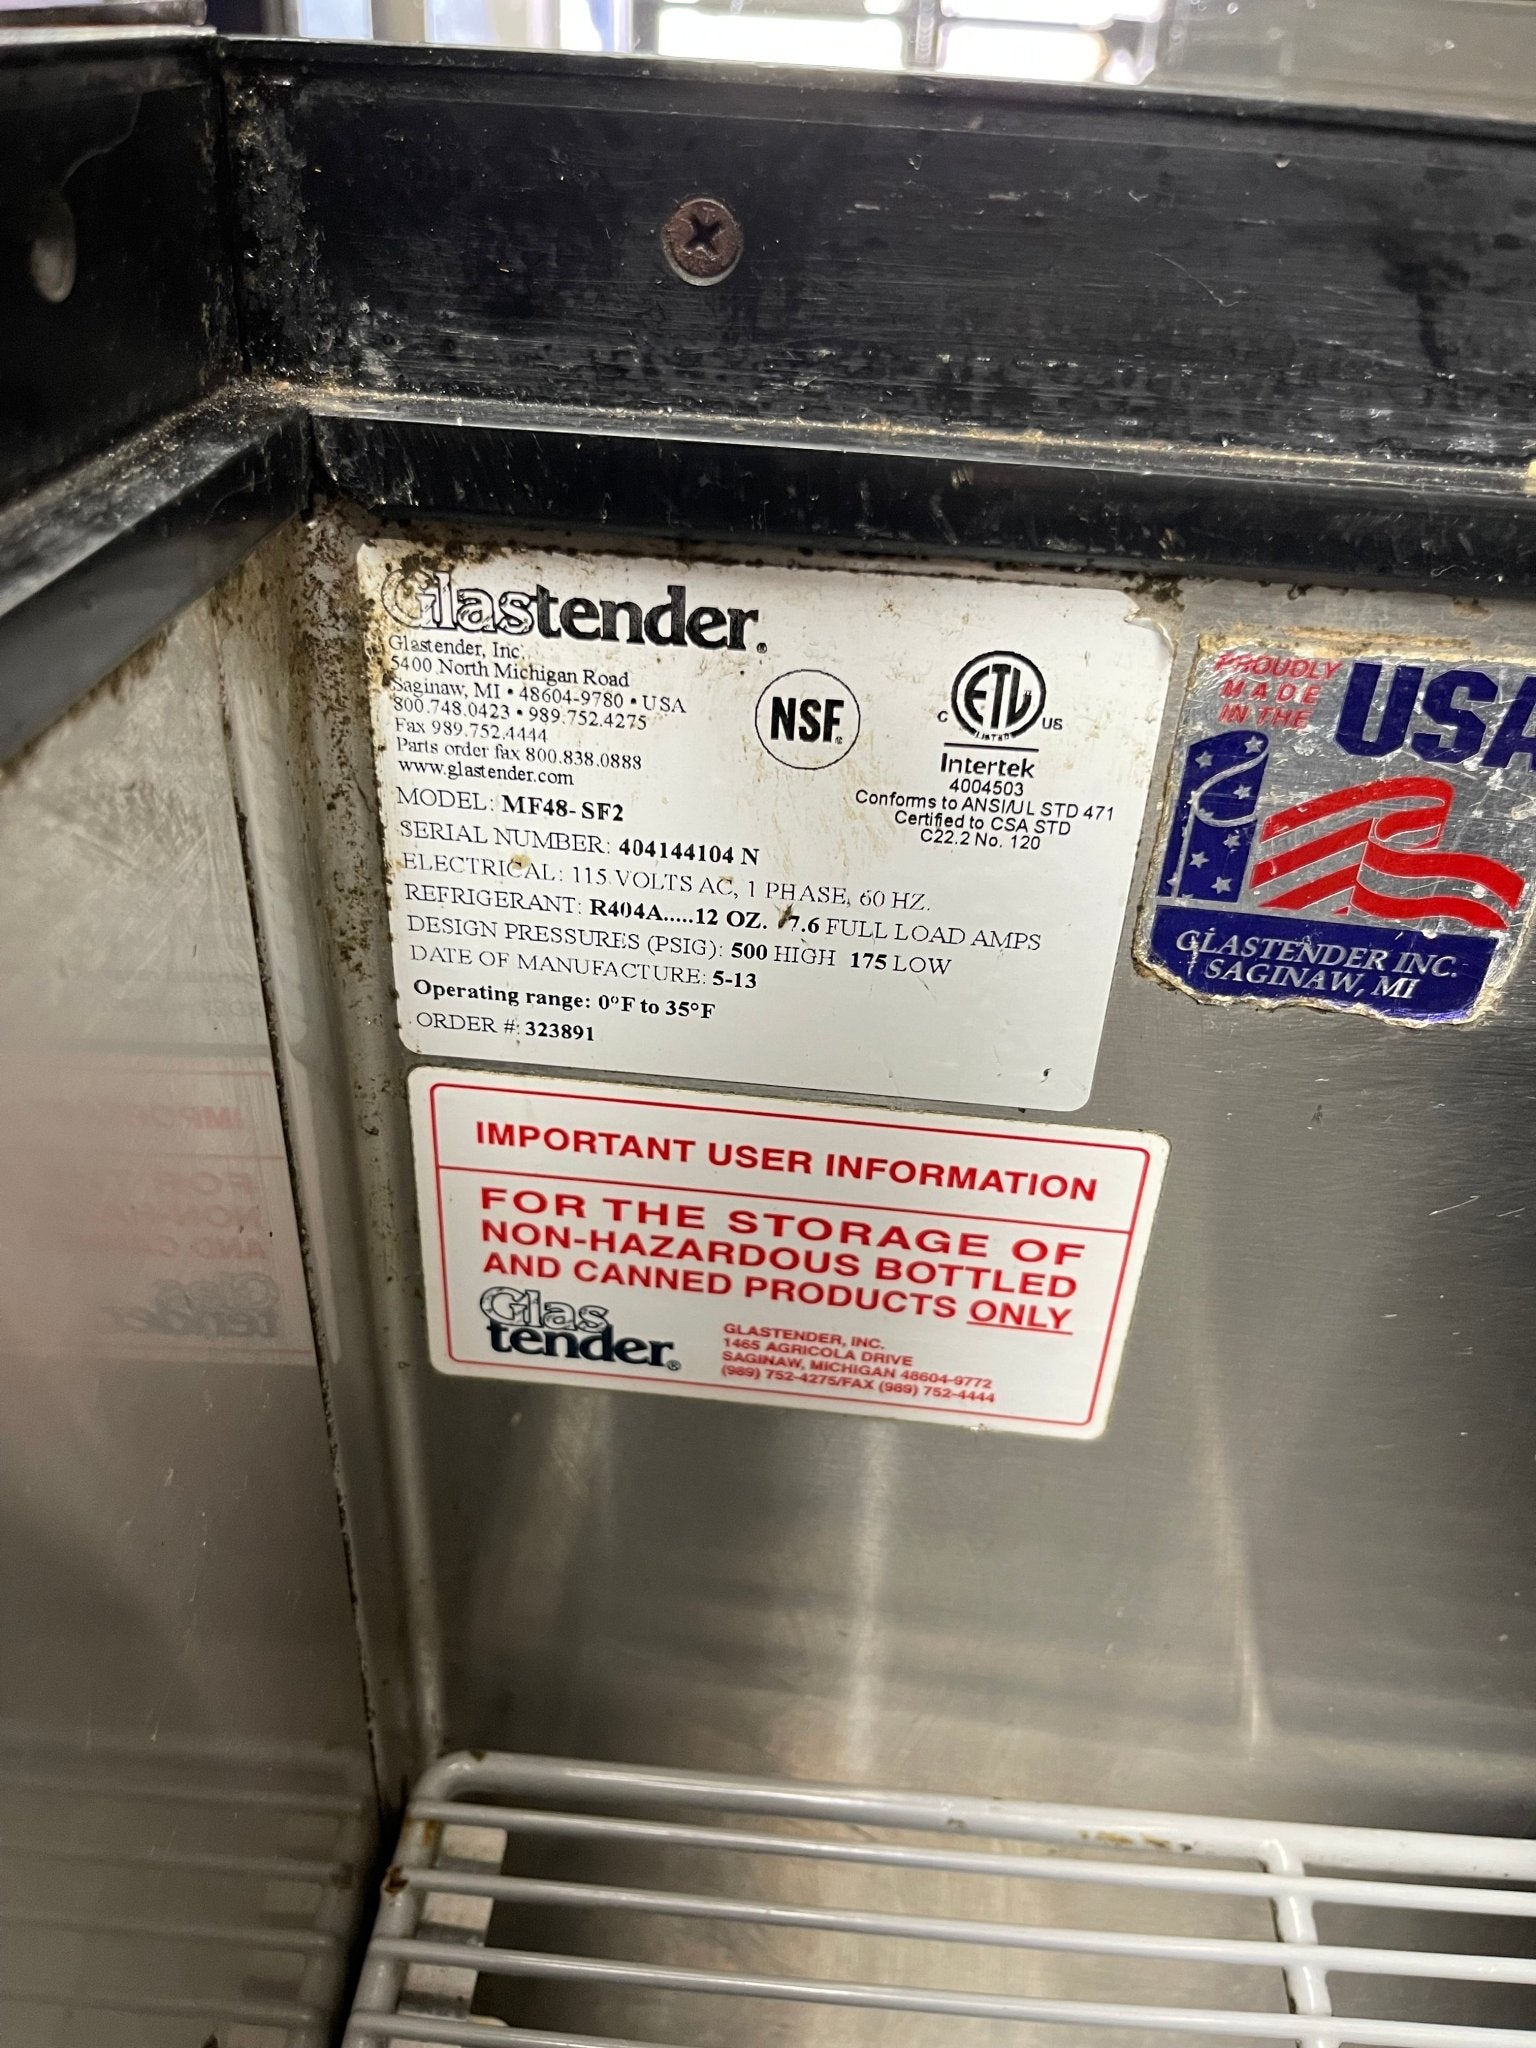 Glastender®
Glastender, Inc.
5400 North Michigan Road
Saginaw, MI • 48604-9780 • USA
800.748.0423 • 989.752.4275
Fax 989.752.4444
Parts order fax 800.838.0888
www.glastender.com
NSF®
ETL
C US
LISTED
Intertek
4004503
Conforms to ANSI/UL STD 471
Certified to CSA STD
C22.2 No. 120
MODEL: MF48- SF2
SERIAL NUMBER: 404144104 N
ELECTRICAL: 115 VOLTS AC, 1 PHASE, 60 HZ.
REFRIGERANT: R404A.....12 OZ. 7.6 FULL LOAD AMPS
DESIGN PRESSURES (PSIG): 500 HIGH 175 LOW
DATE OF MANUFACTURE: 5-13
Operating range: 0°F to 35°F
ORDER #: 323891
PROUDLY
MADE
IN THE
USA
GLASTENDER INC.
SAGINAW, MI
IMPORTANT USER INFORMATION
FOR THE STORAGE OF
NON-HAZARDOUS BOTTLED
AND CANNED PRODUCTS ONLY
Glas
tender®
GLASTENDER, INC.
1465 AGRICOLA DRIVE
SAGINAW, MICHIGAN 48604-9772
(989) 752-4275/FAX (989) 752-4444